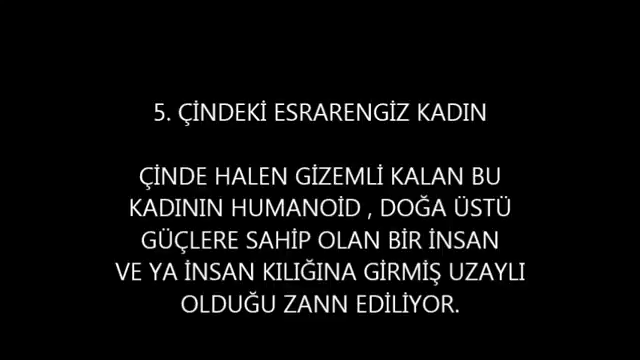 5. ÇİNDEKİ ESRARENGİZ KADIN
ÇİNDE HALEN GİZEMLİ KALAN BU
KADININ HUMANOİD , DOĞA ÜSTÜ
GÜÇLERE SAHİP OLAN BİR İNSAN
VE YA İNSAN KILIĞINA GİRMİŞ UZAYLI
OLDUĞU ZANN EDİLİYOR.